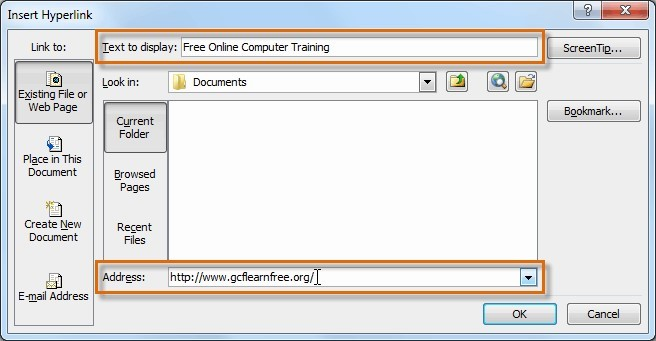 Insert Hyperlink
?
X
Link to:
Text to display: Free Online Computer Training
ScreenTip...
Existing File or
Web Page
Look in: Documents
Bookmark...
Current
Folder
Place in This
Document
Browsed
Pages
Create New
Document
Recent
Files
E-mail Address
Address: http://www.gcflearnfree.org/
OK
Cancel